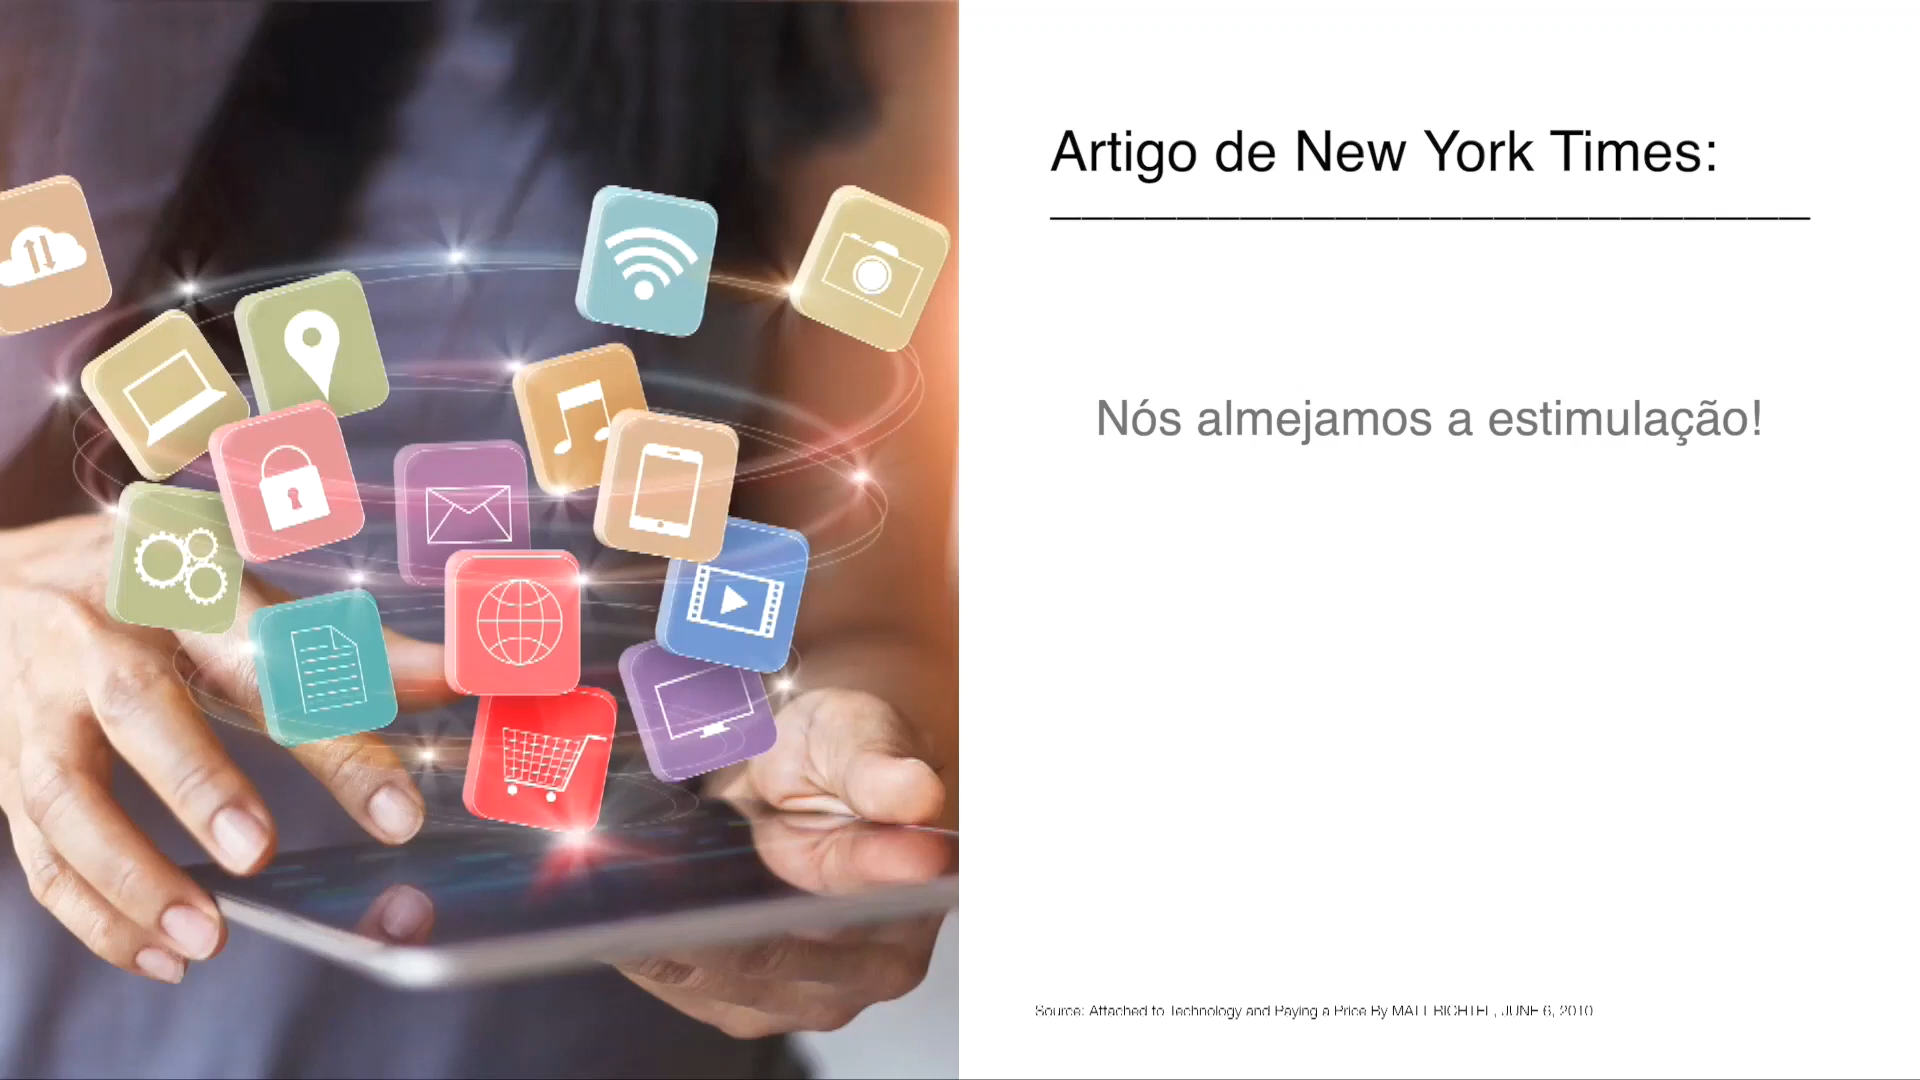 Artigo de New York Times:
Nós almejamos a estimulação!
Source: Attached to Technology and Paying a Price By MATT RICHTEL, JUNE 6, 2010